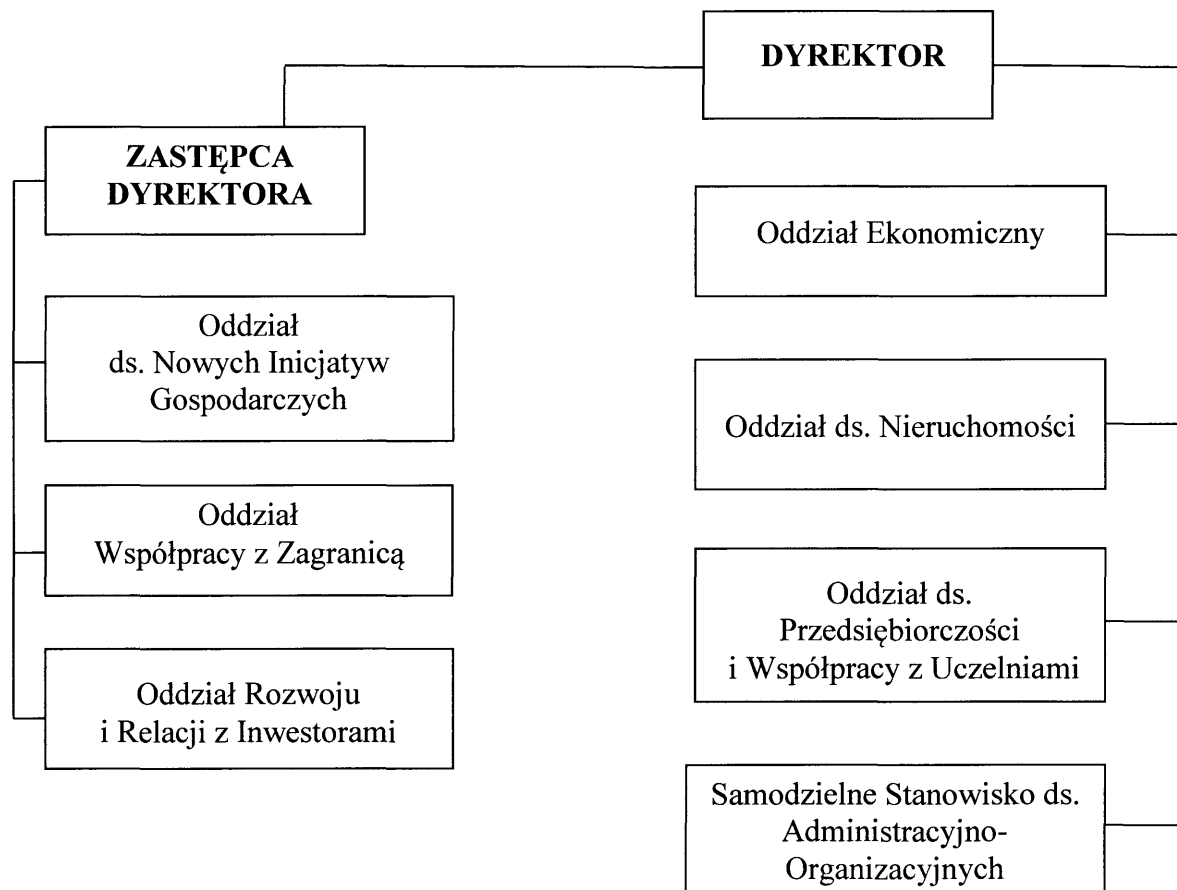 DYREKTOR
ZASTĘPCA
DYREKTORA
Oddział
ds. Nowych Inicjatyw
Gospodarczych
Oddział
Współpracy z Zagranicą
Oddział Rozwoju
i Relacji z Inwestorami
Oddział Ekonomiczny
Oddział ds. Nieruchomości
Oddział ds.
Przedsiębiorczości
i Współpracy z Uczelniami
Samodzielne Stanowisko ds.
Administracyjno-
Organizacyjnych